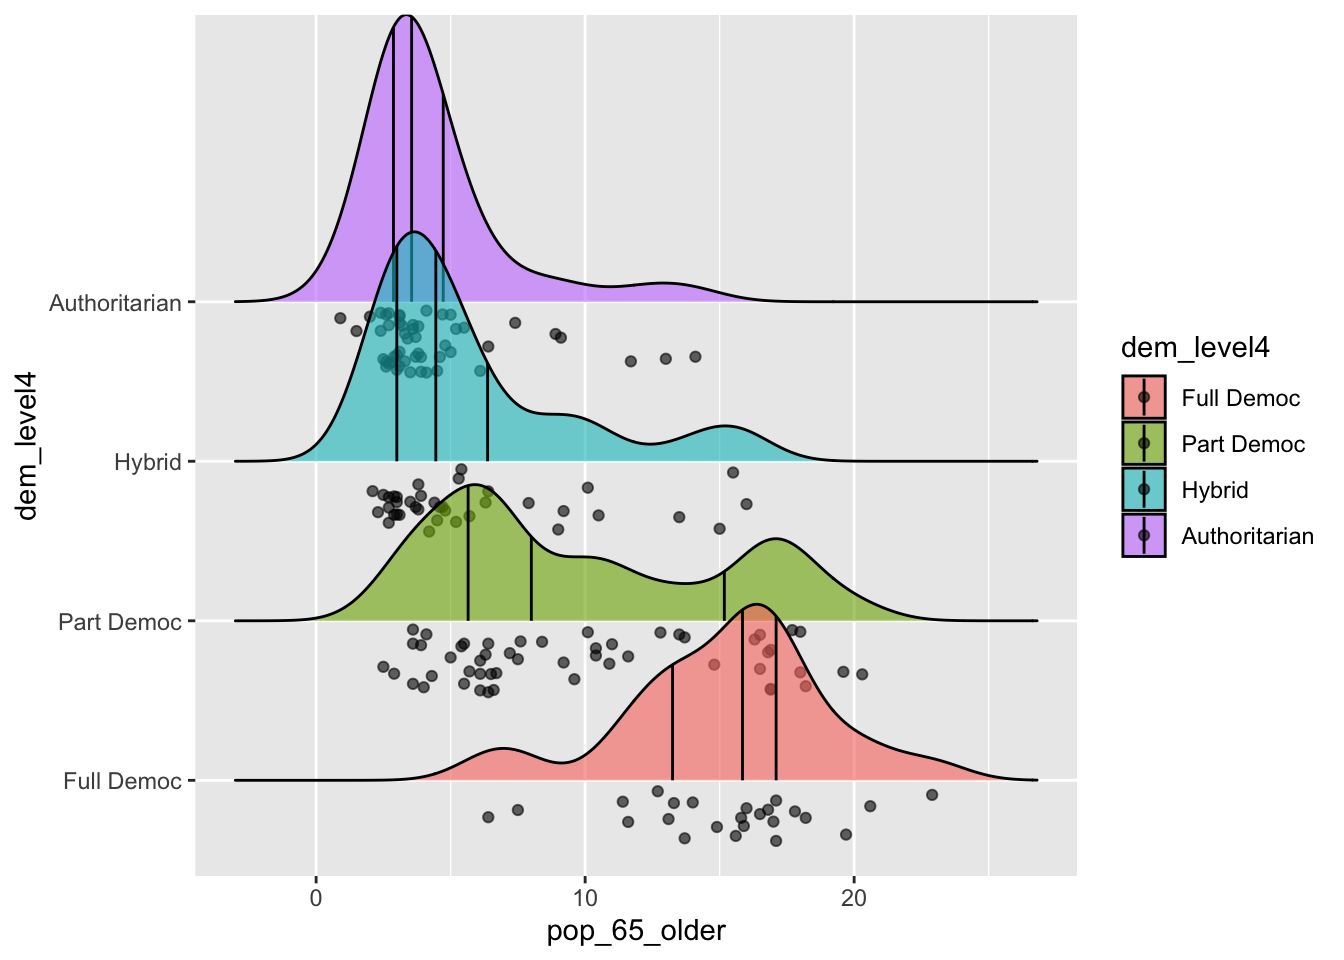 dem_level4
Authoritarian
Hybrid
Part Democ
Full Democ
0
10
20
pop_65_older
dem_level4
Full Democ
Part Democ
Hybrid
Authoritarian